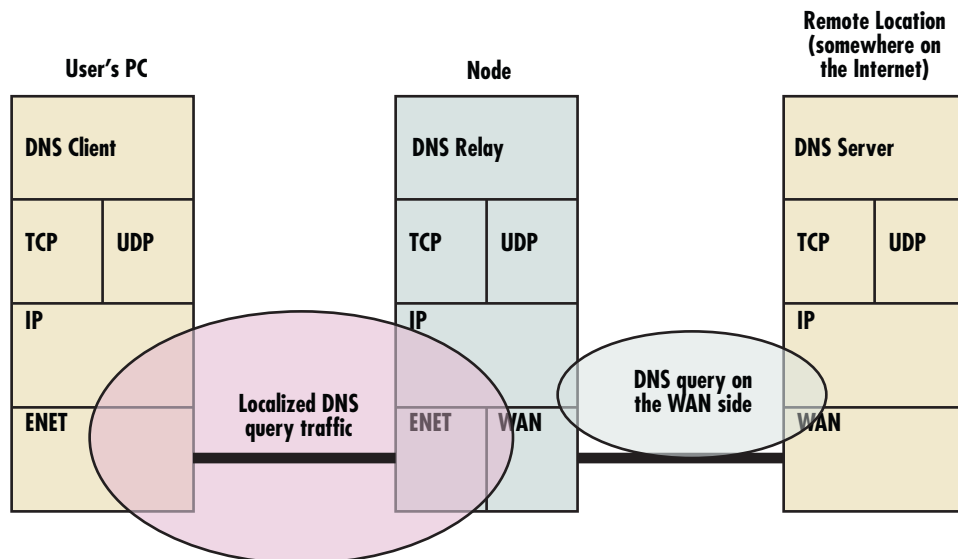 Remote Location
(somewhere on
the Internet)
User's PC
Node
DNS Client
DNS Relay
DNS Server
TCP
UDP
TCP
UDP
TCP
UDP
IP
IP
IP
Localized DNS
query traffic
DNS query on
the WAN side
ENET
ENET
WAN
WAN